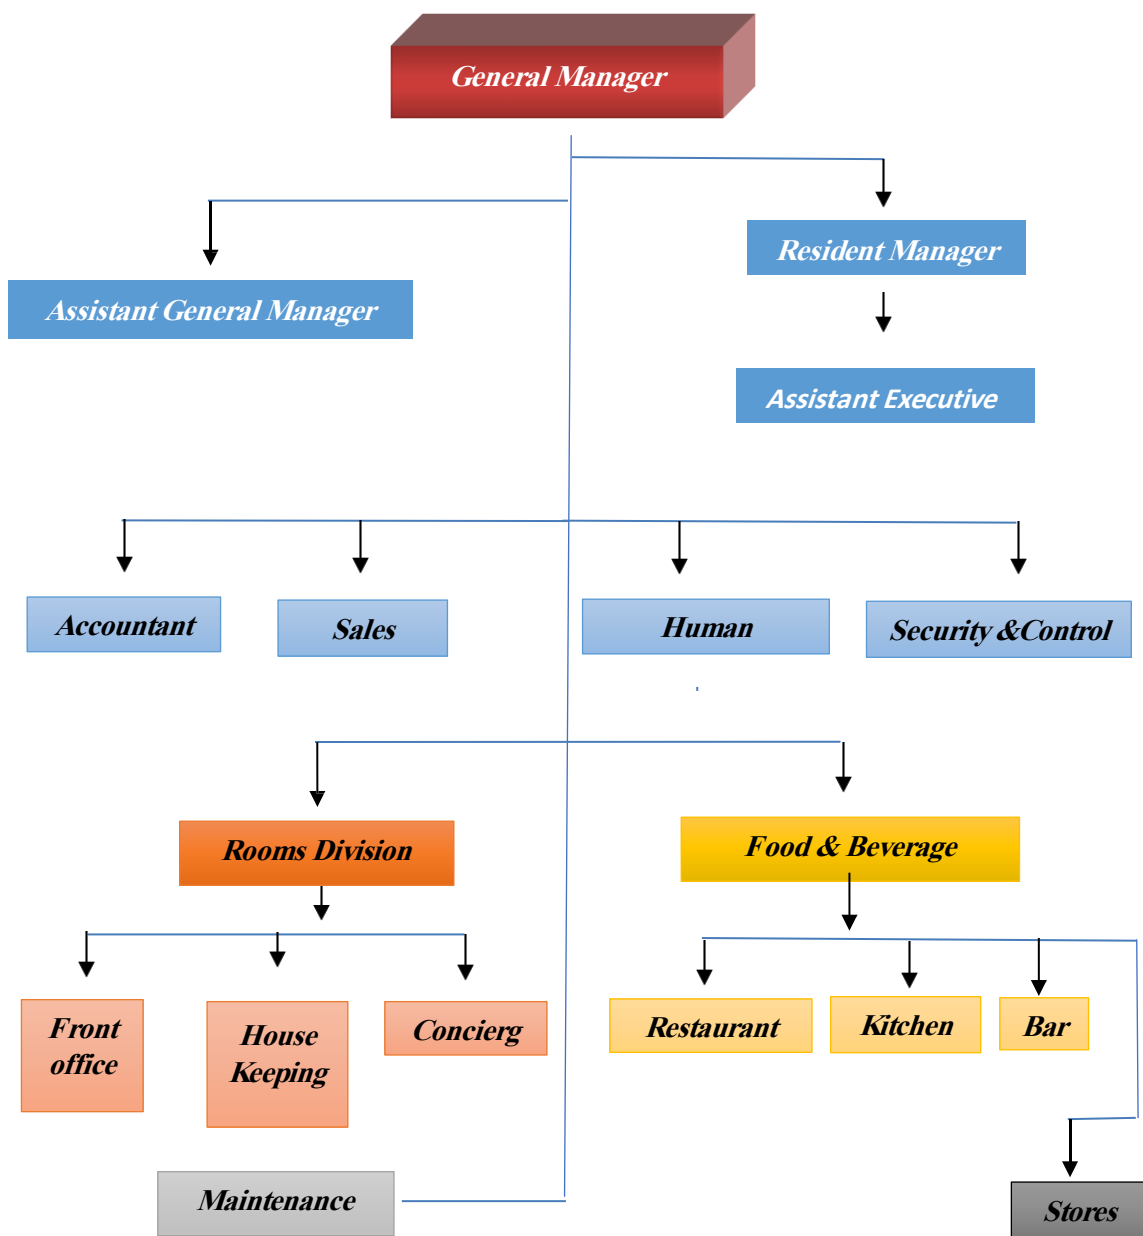 General Manager
Resident Manager
Assistant General Manager
Assistant Executive
Accountant
Sales
Human
Security &Control
Rooms Division
Food & Beverage
Front
office
House
Keeping
Concierg
Restaurant
Kitchen
Bar
Maintenance
Stores